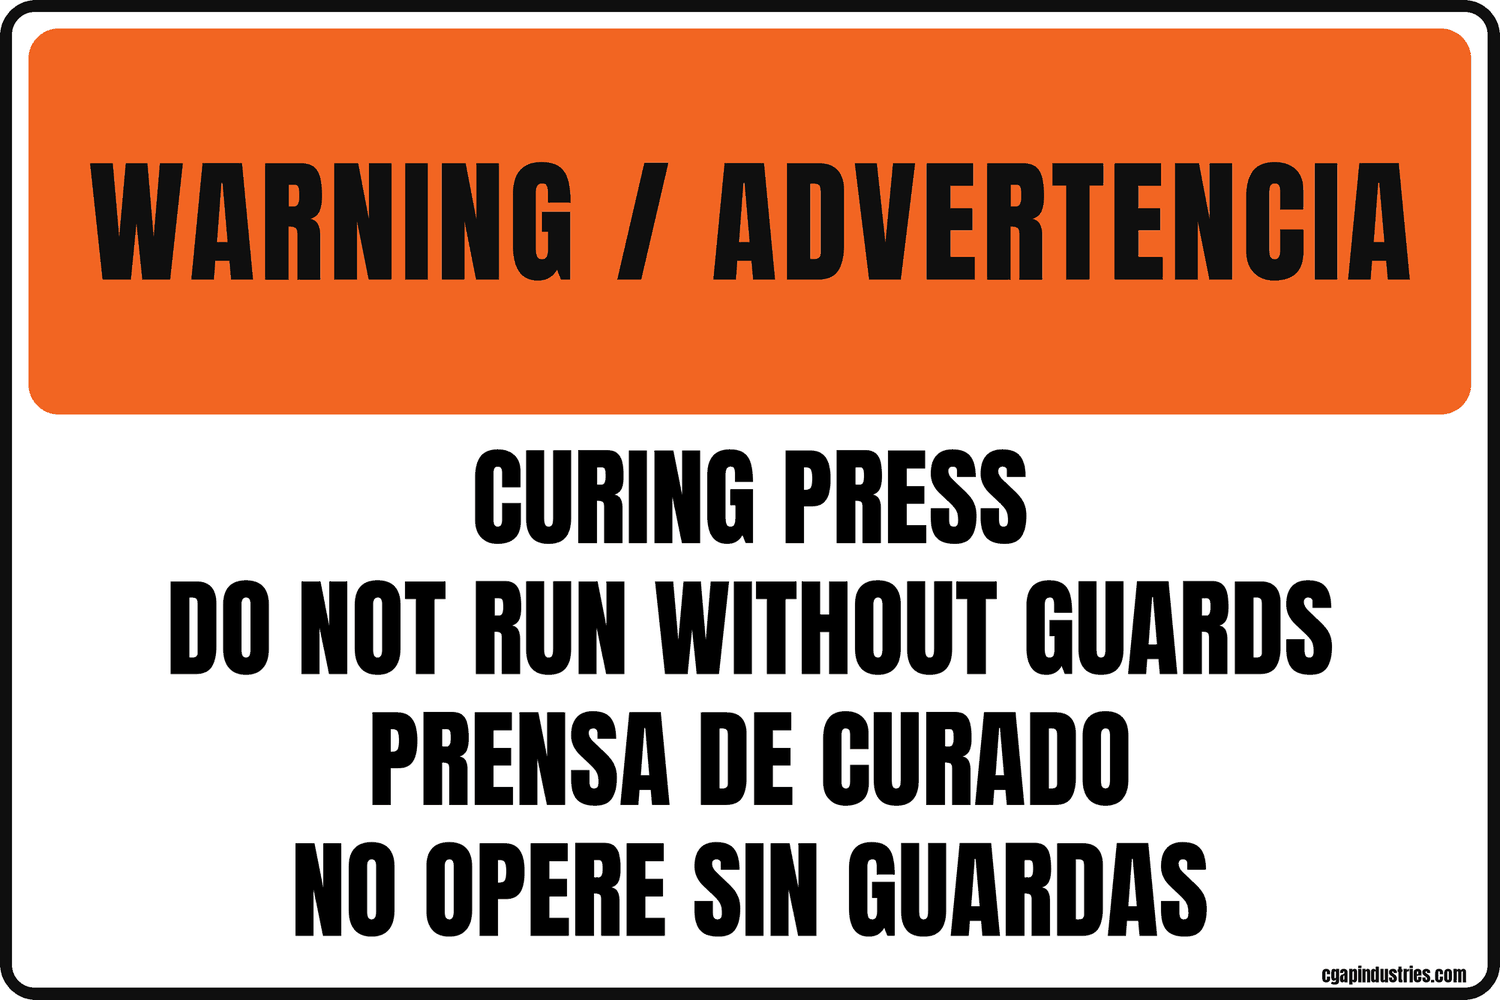 WARNING / ADVERTENCIA
CURING PRESS
DO NOT RUN WITHOUT GUARDS
PRENSA DE CURADO
NO OPERE SIN GUARDAS
cgapindustries.com